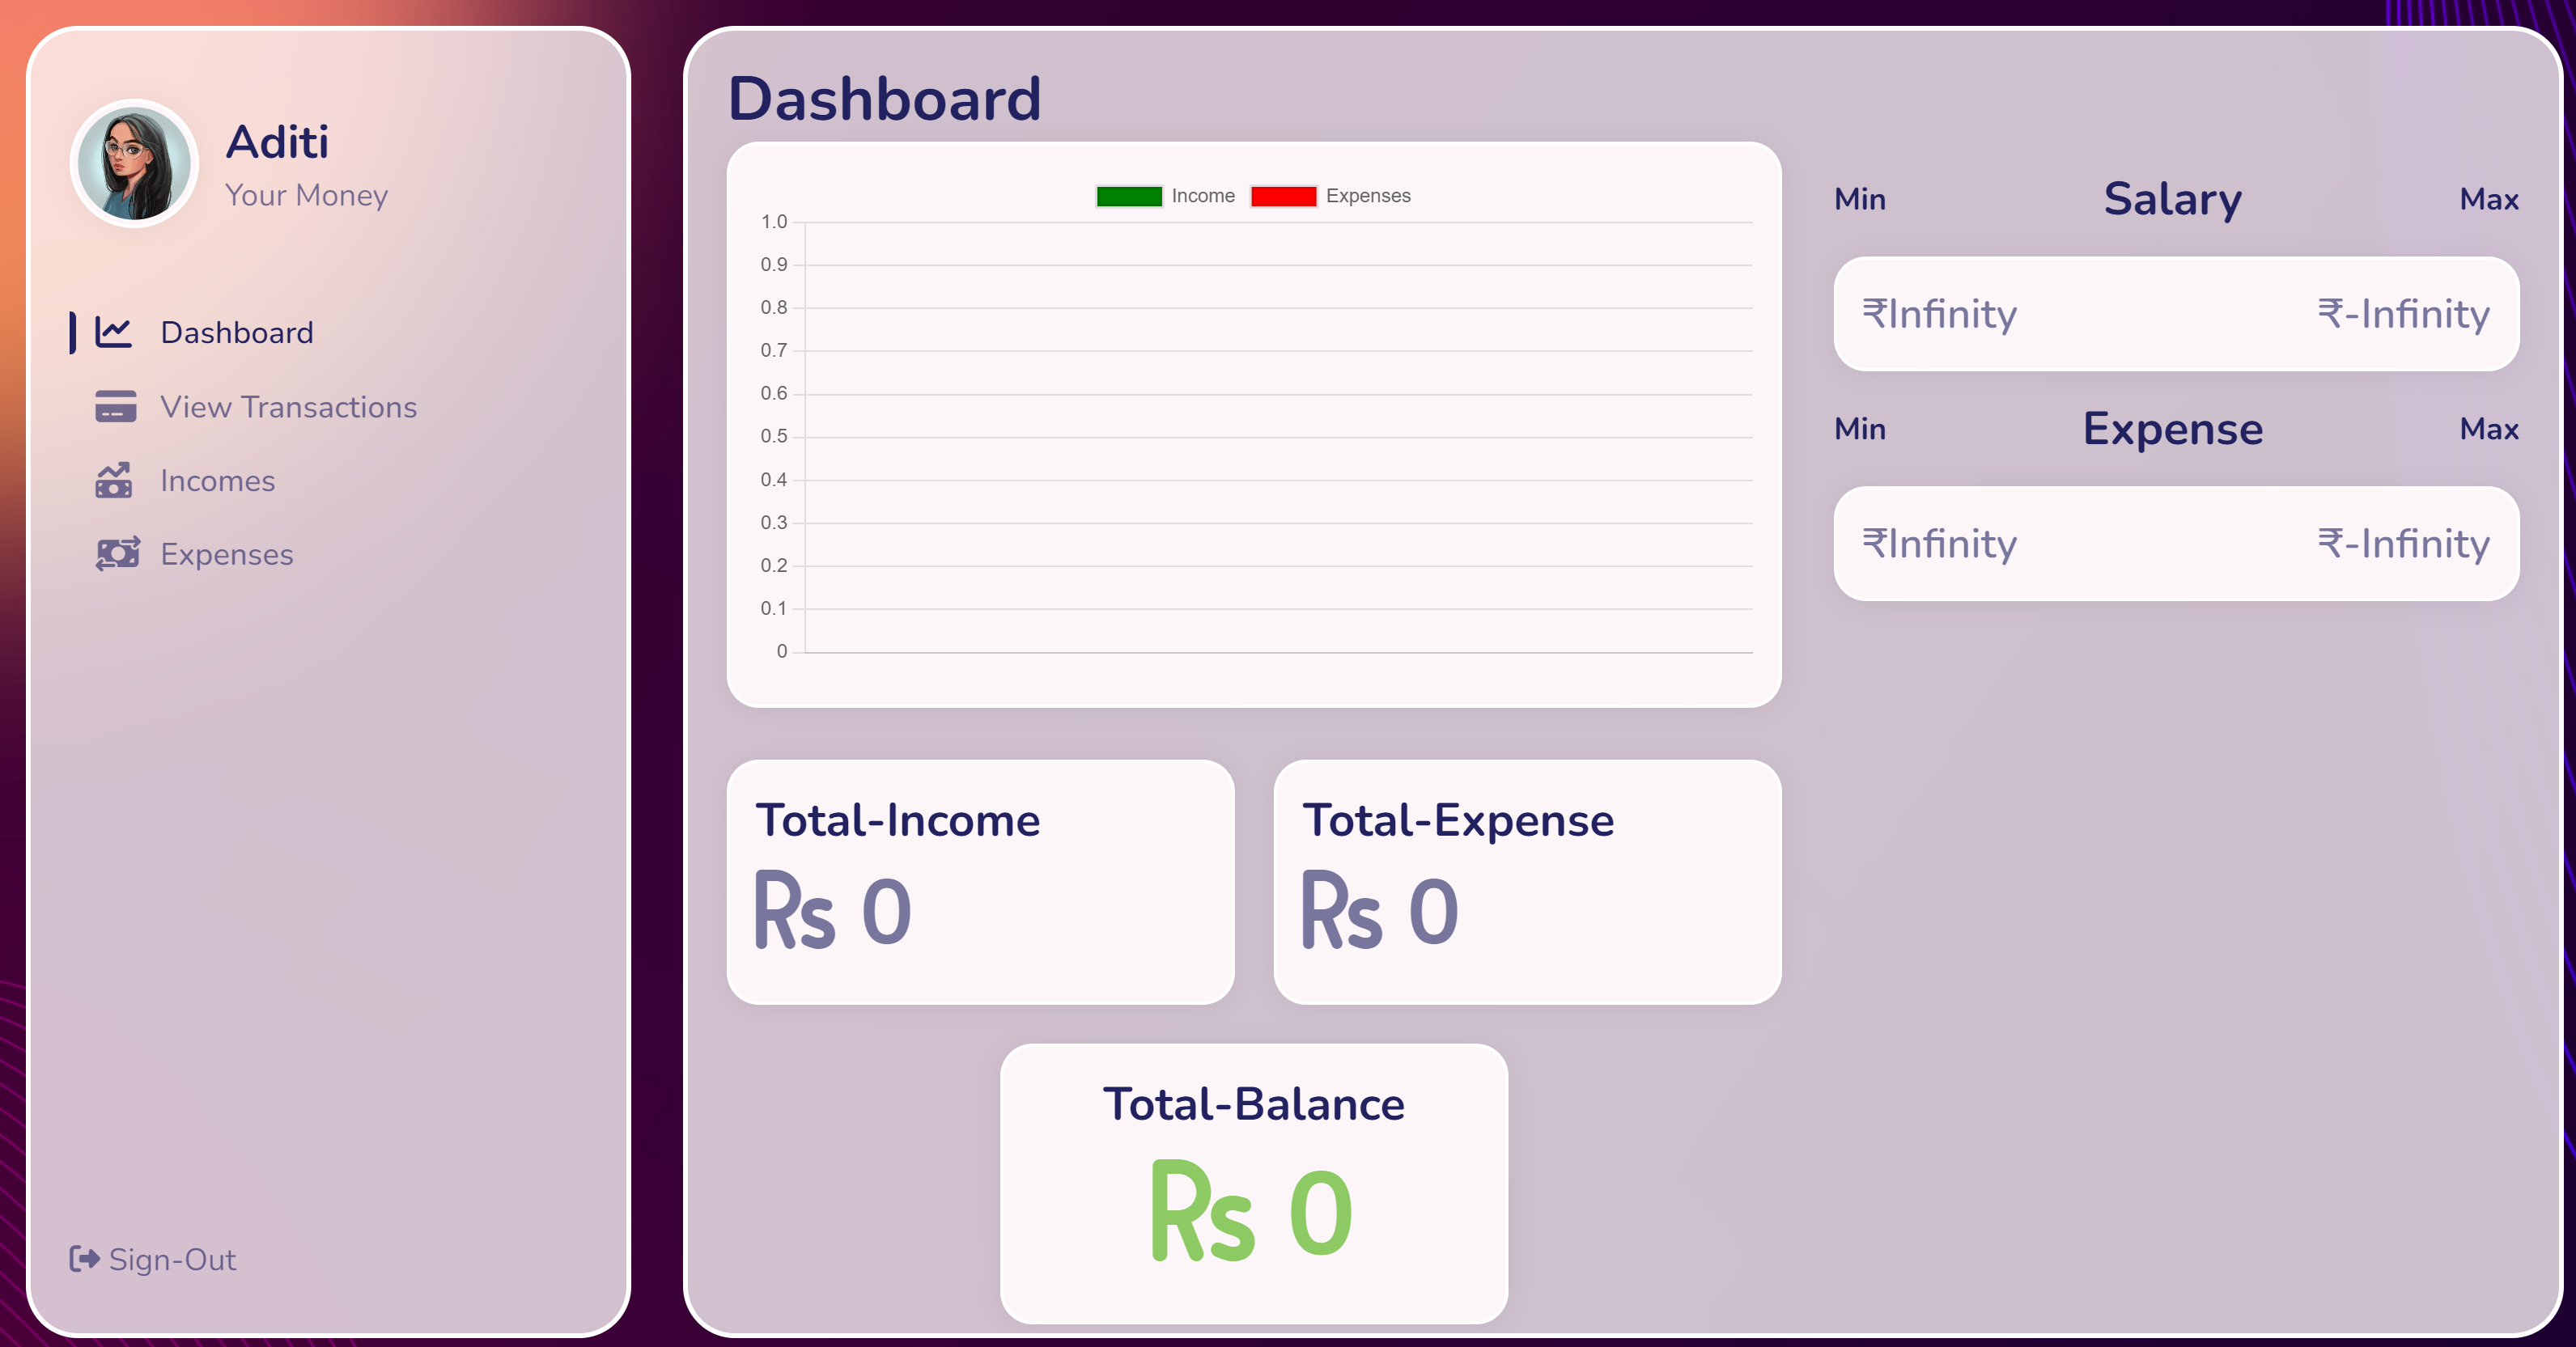 Aditi
Your Money
Dashboard
View Transactions
Incomes
Expenses
Sign-Out
Dashboard
Income Expenses
1.0
0.9
0.8
0.7
0.6
0.5
0.4
0.3
0.2
0.1
0
Min Salary Max
₹Infinity ₹-Infinity
Min Expense Max
₹Infinity ₹-Infinity
Total-Income
₨ 0
Total-Expense
₨ 0
Total-Balance
₨ 0